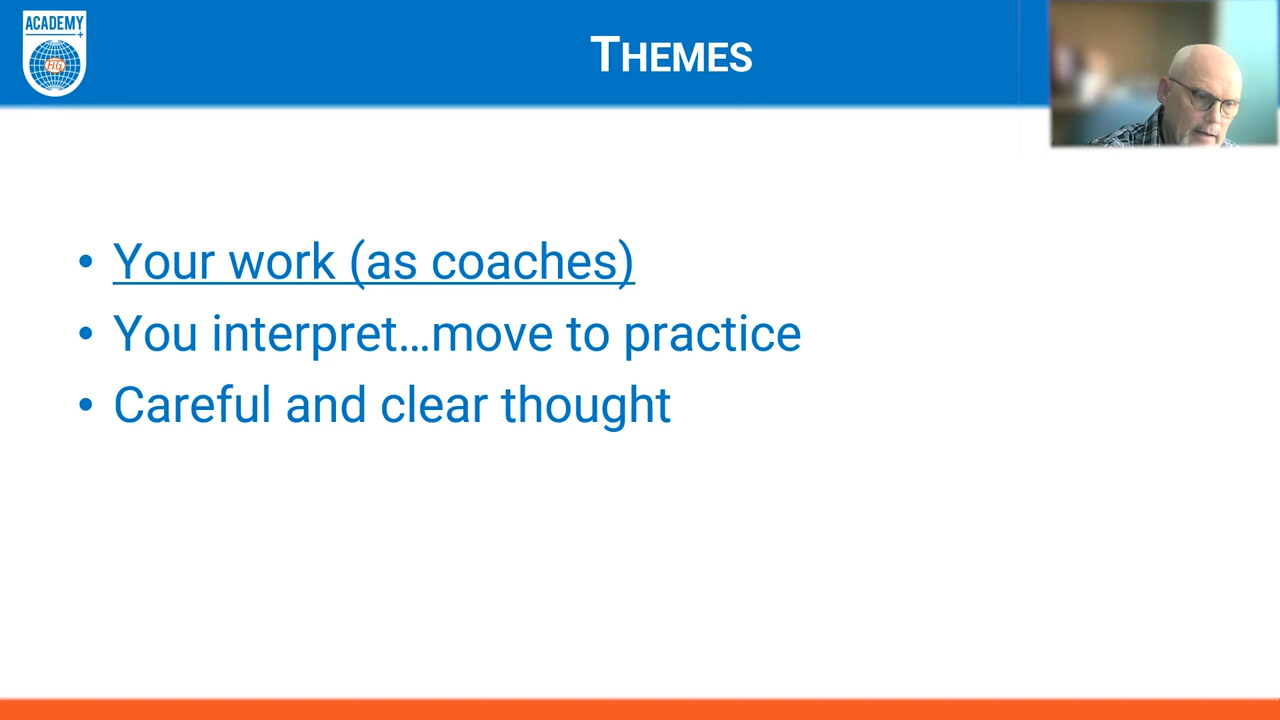 ACADEMY
+
FIG
THEMES
• Your work (as coaches)
• You interpret...move to practice
• Careful and clear thought